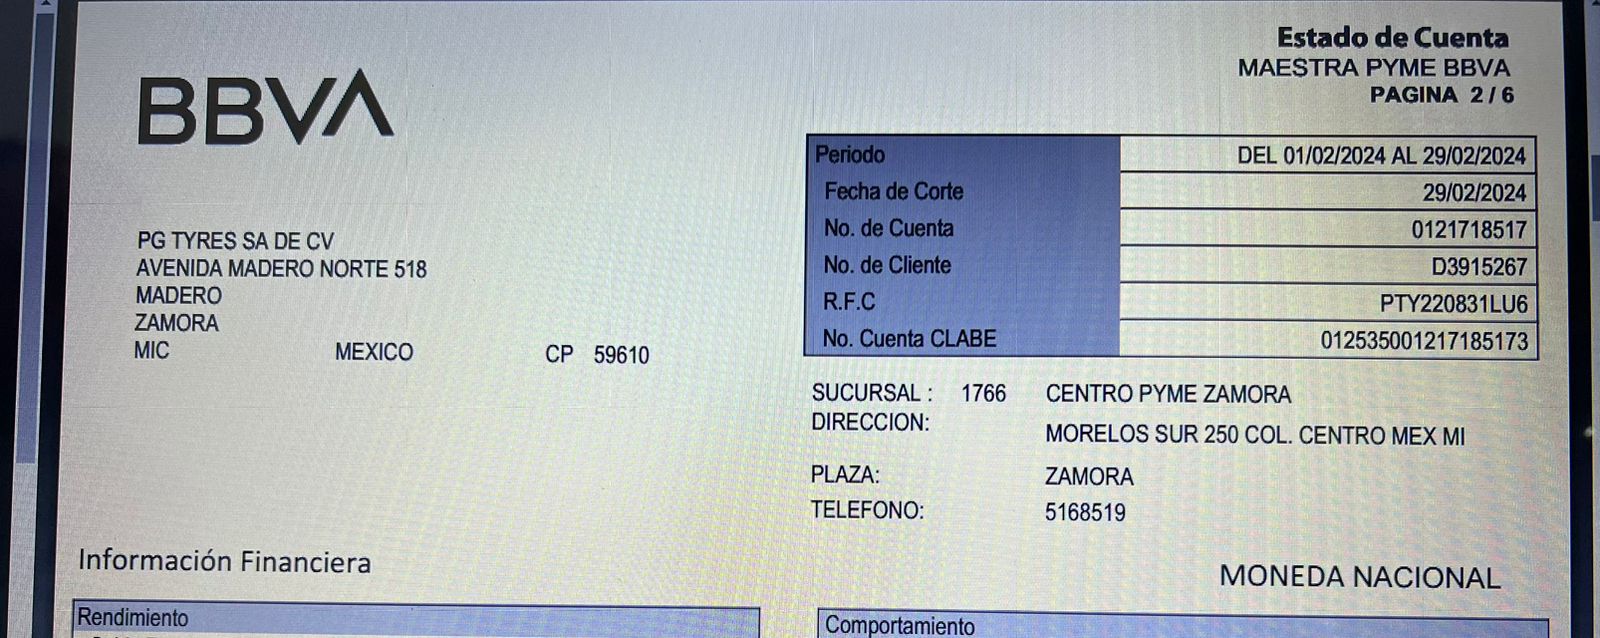 Estado de Cuenta
MAESTRA PYME BBVA
PAGINA 2 / 6
BBVA
Periodo DEL 01/02/2024 AL 29/02/2024
Fecha de Corte 29/02/2024
No. de Cuenta 0121718517
No. de Cliente D3915267
R.F.C PTY220831LU6
No. Cuenta CLABE 012535001217185173
PG TYRES SA DE CV
AVENIDA MADERO NORTE 518
MADERO
ZAMORA
MIC MEXICO CP 59610
SUCURSAL : 1766 CENTRO PYME ZAMORA
DIRECCION:
MORELOS SUR 250 COL. CENTRO MEX MI
PLAZA: ZAMORA
TELEFONO: 5168519
Información Financiera
MONEDA NACIONAL
Rendimiento
Comportamiento